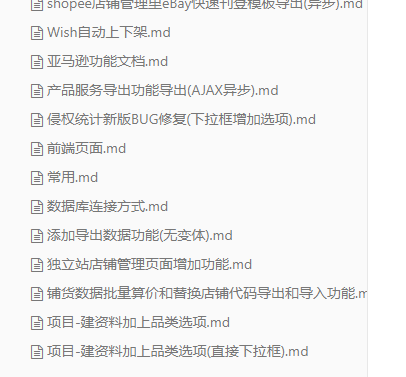 shopee店铺管理里eBay快速刊登模板导出(异步).md
Wish自动上下架.md
亚马逊功能文档.md
产品服务导出功能导出(AJAX异步).md
侵权统计新版BUG修复(下拉框增加选项).md
前端页面.md
常用.md
数据库连接方式.md
添加导出数据功能(无变体).md
独立站店铺管理页面增加功能.md
铺货数据批量算价和替换店铺代码导出和导入功能.m
项目-建资料加上品类选项.md
项目-建资料加上品类选项(直接下拉框).md